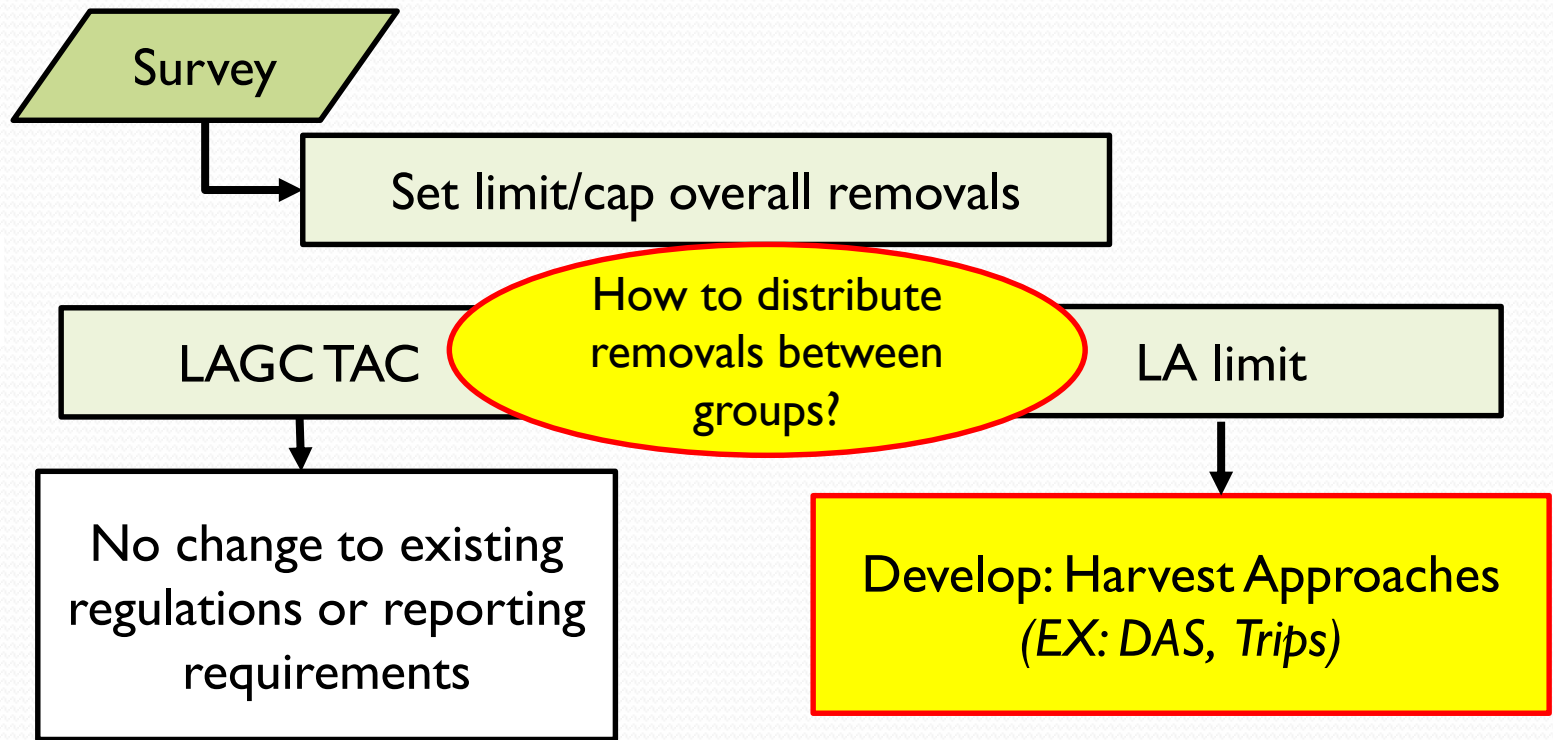 Survey
Set limit/cap overall removals
How to distribute
removals between
groups?
LAGC TAC
LA limit
No change to existing
regulations or reporting
requirements
Develop: Harvest Approaches
(EX: DAS, Trips)